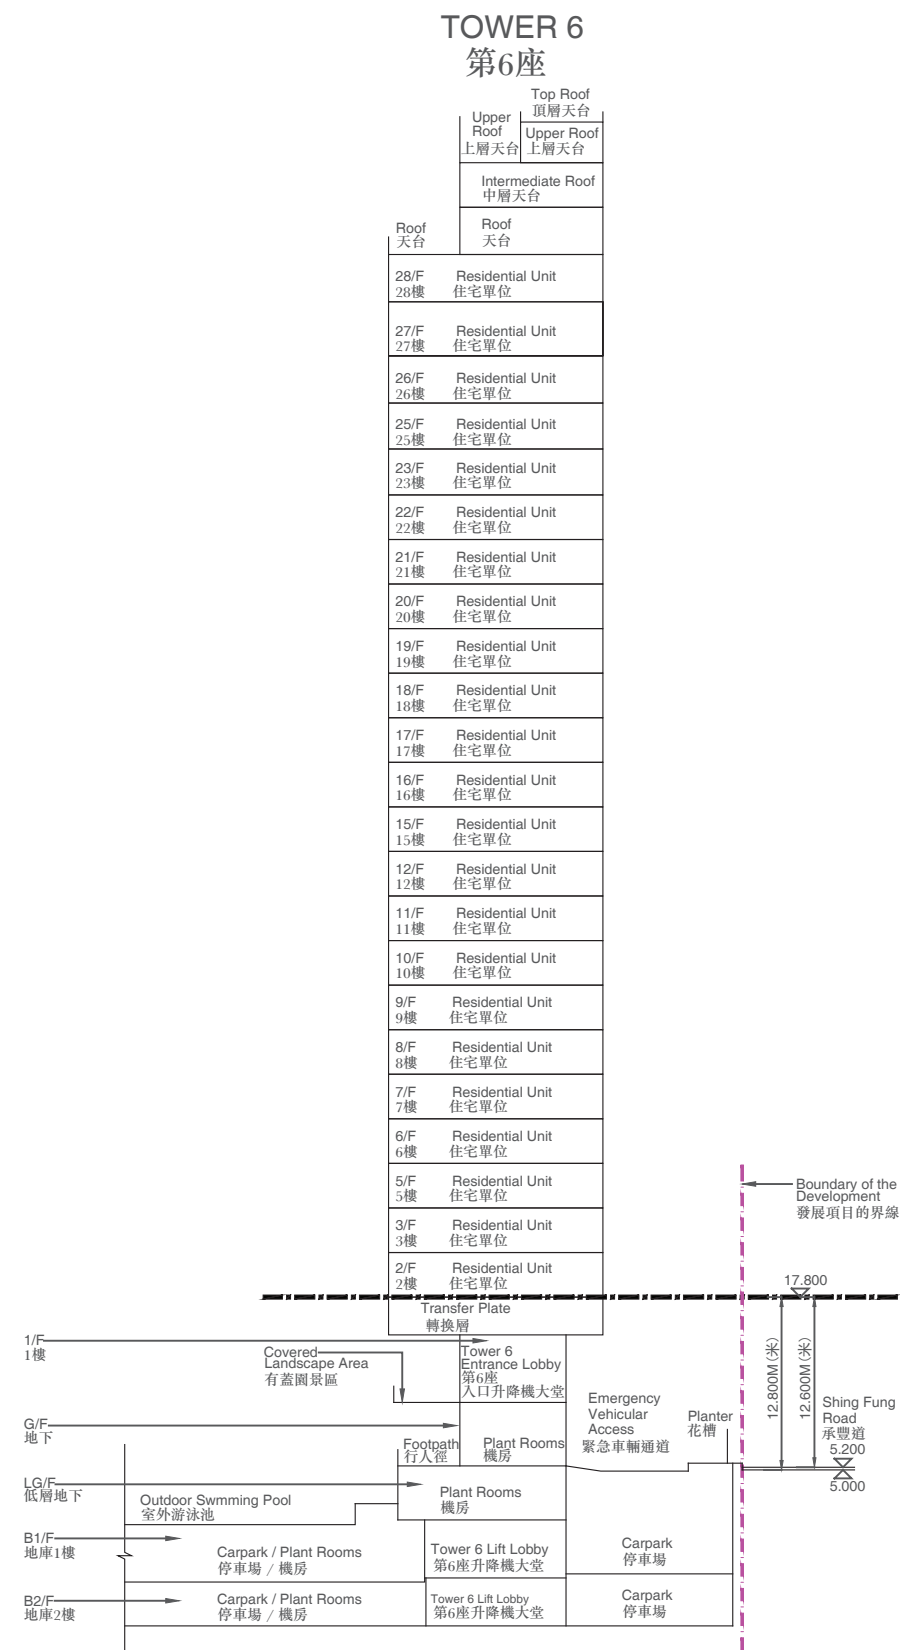 TOWER 6
第6座
Top Roof
頂層天台
Upper
Roof
上層天台
Upper Roof
上層天台
Intermediate Roof
中層天台
Roof
天台
Roof
天台
28/F Residential Unit
28樓 住宅單位
27/F Residential Unit
27樓 住宅單位
26/F Residential Unit
26樓 住宅單位
25/F Residential Unit
25樓 住宅單位
23/F Residential Unit
23樓 住宅單位
22/F Residential Unit
22樓 住宅單位
21/F Residential Unit
21樓 住宅單位
20/F Residential Unit
20樓 住宅單位
19/F Residential Unit
19樓 住宅單位
18/F Residential Unit
18樓 住宅單位
17/F Residential Unit
17樓 住宅單位
16/F Residential Unit
16樓 住宅單位
15/F Residential Unit
15樓 住宅單位
12/F Residential Unit
12樓 住宅單位
11/F Residential Unit
11樓 住宅單位
10/F Residential Unit
10樓 住宅單位
9/F Residential Unit
9樓 住宅單位
8/F Residential Unit
8樓 住宅單位
7/F Residential Unit
7樓 住宅單位
6/F Residential Unit
6樓 住宅單位
5/F Residential Unit
5樓 住宅單位
3/F Residential Unit
3樓 住宅單位
2/F Residential Unit
2樓 住宅單位
Boundary of the
Development
發展項目的界線
17.800
Transfer Plate
轉換層
1/F
1樓
Covered
Landscape Area
有蓋園景區
Tower 6
Entrance Lobby
第6座
入口升降機大堂
12.800M(米)
12.600M(米)
Emergency
Vehicular
Access
緊急車輛通道
Planter
花槽
Shing Fung
Road
承豐道
5.200
5.000
G/F
地下
Footpath
行人徑
Plant Rooms
機房
LG/F
低層地下
Outdoor Swmming Pool
室外游泳池
Plant Rooms
機房
B1/F
地庫1樓
Carpark / Plant Rooms
停車場 / 機房
Tower 6 Lift Lobby
第6座升降機大堂
Carpark
停車場
B2/F
地庫2樓
Carpark / Plant Rooms
停車場 / 機房
Tower 6 Lift Lobby
第6座升降機大堂
Carpark
停車場